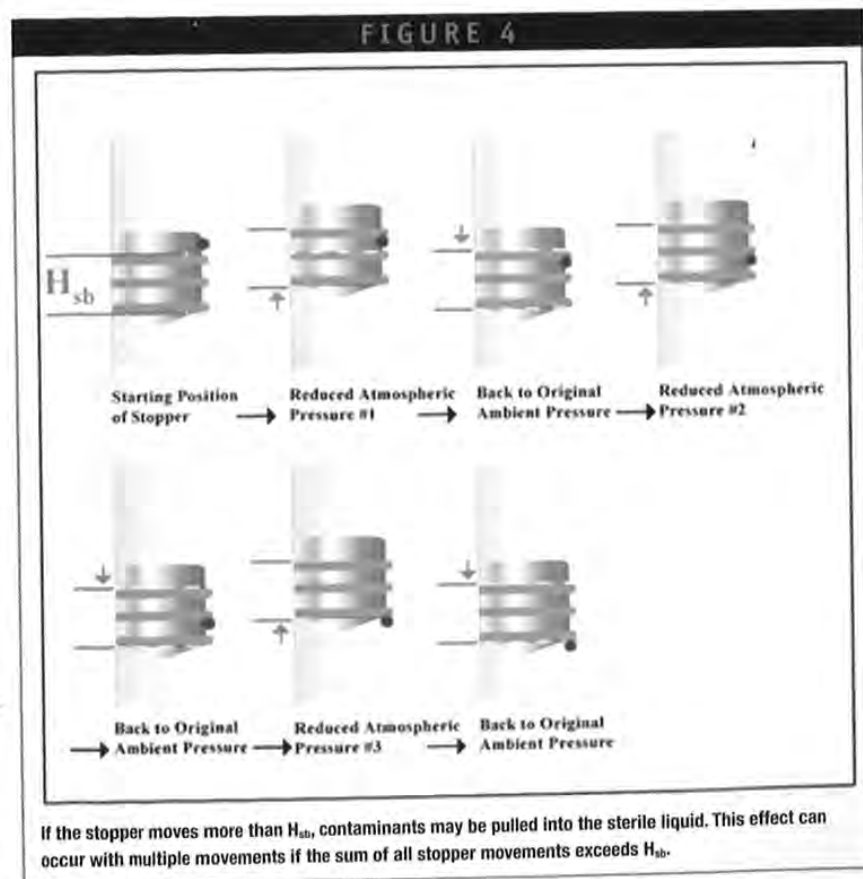 FIGURE 4
H_sb
Starting Position of Stopper
Reduced Atmospheric Pressure #1
Back to Original Ambient Pressure
Reduced Atmospheric Pressure #2
Back to Original Ambient Pressure
Reduced Atmospheric Pressure #3
Back to Original Ambient Pressure
If the stopper moves more than H_sb, contaminants may be pulled into the sterile liquid. This effect can
occur with multiple movements if the sum of all stopper movements exceeds H_sb.